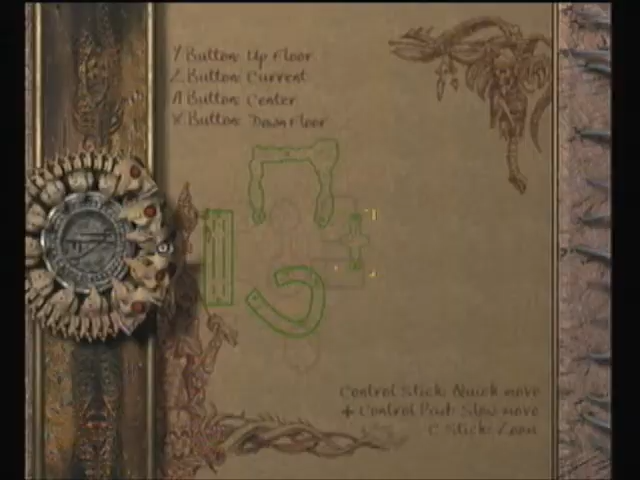 Y Button: Up Floor
Z Button: Current
A Button: Center
X Button: Down Floor
Control Stick: Quick move
+ Control Pad: Slow move
C Stick: Zoom